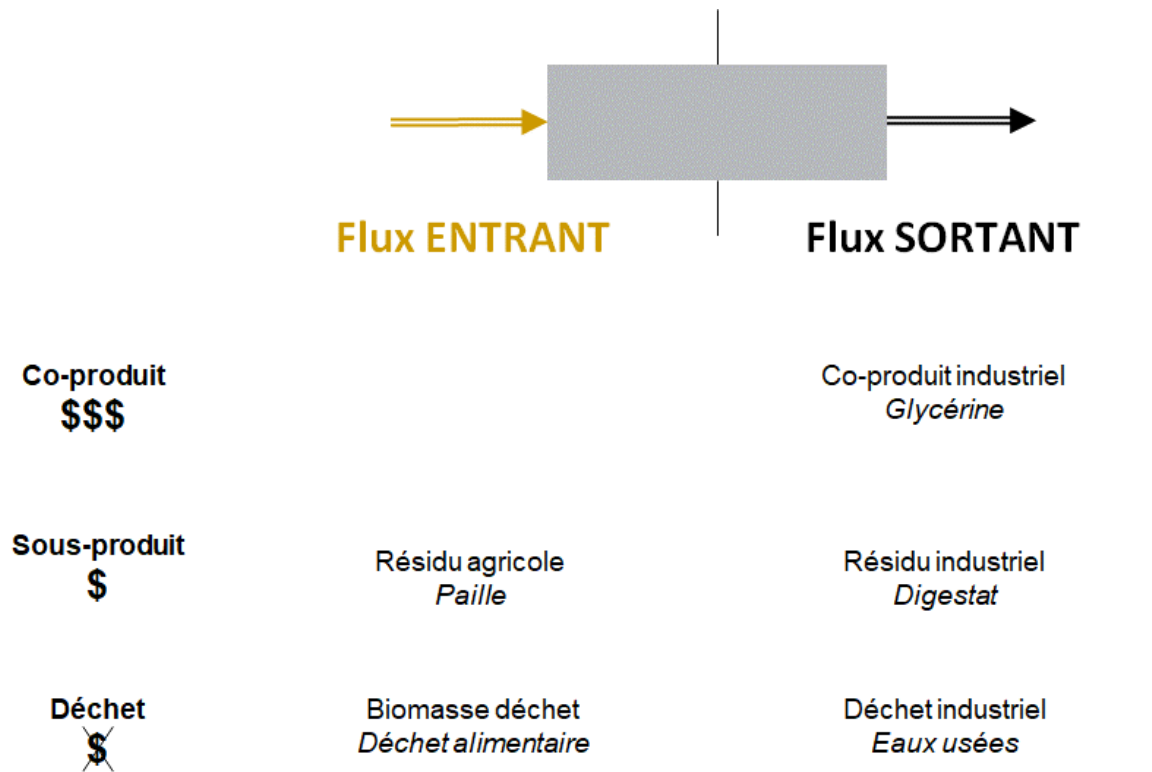 Flux ENTRANT
Flux SORTANT
Co-produit
$$$
Co-produit industriel
Glycérine
Sous-produit
$
Résidu agricole
Paille
Résidu industriel
Digestat
Déchet
$
Biomasse déchet
Déchet alimentaire
Déchet industriel
Eaux usées